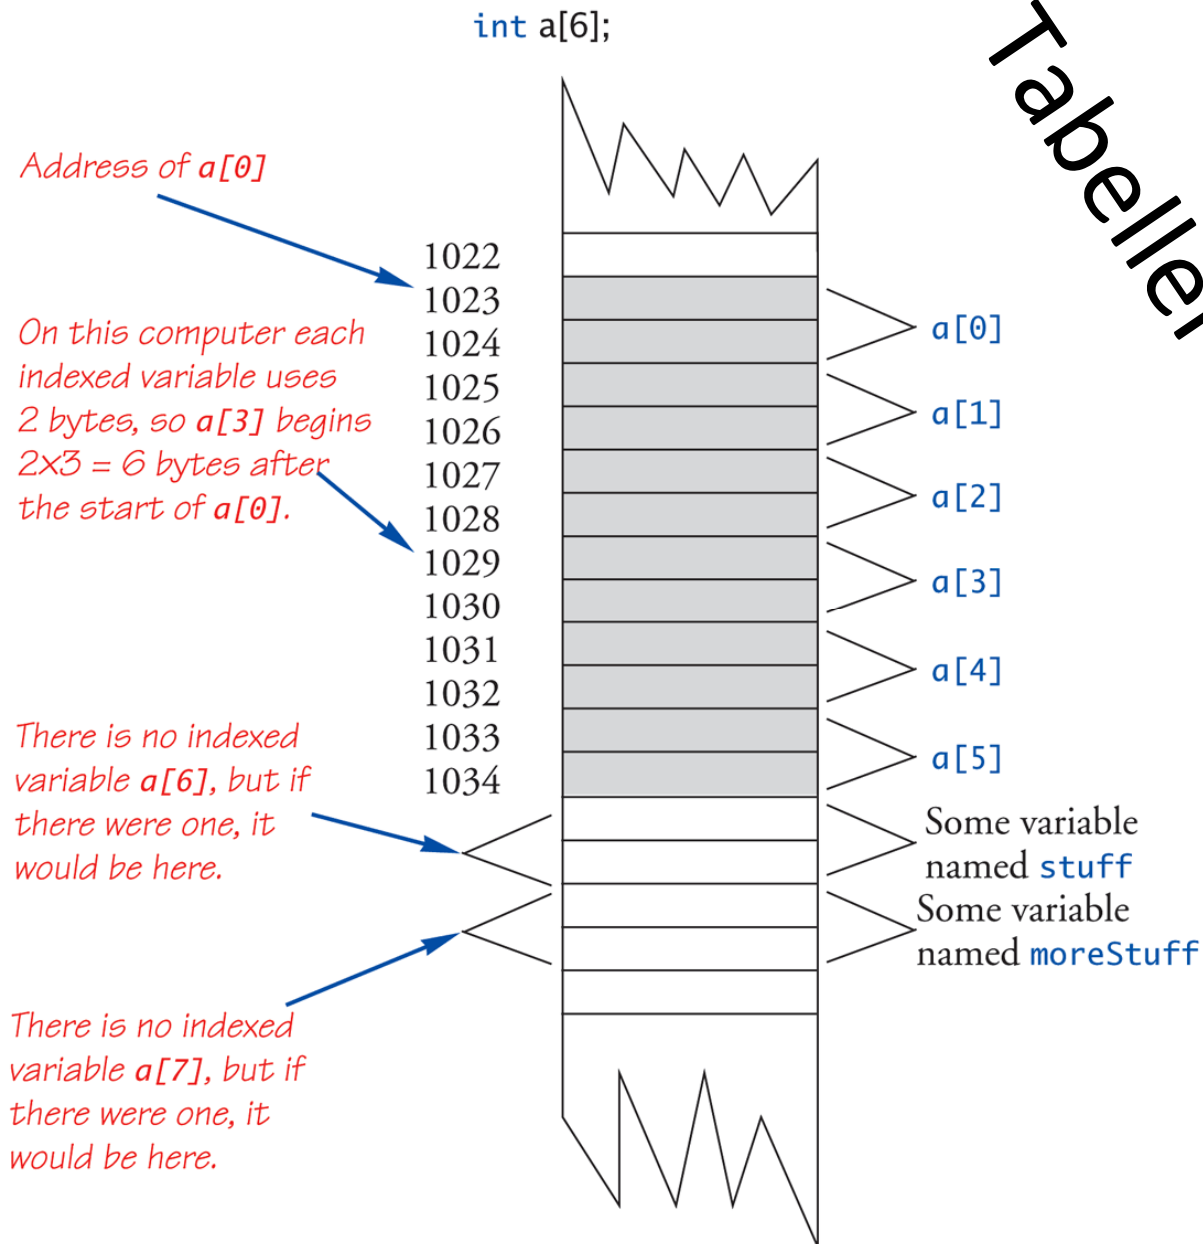 int a[6];
Tabeller
Address of a[0]
On this computer each
indexed variable uses
2 bytes, so a[3] begins
2x3 = 6 bytes after
the start of a[0].
There is no indexed
variable a[6], but if
there were one, it
would be here.
There is no indexed
variable a[7], but if
there were one, it
would be here.
1022
1023
1024
1025
1026
1027
1028
1029
1030
1031
1032
1033
1034
a[0]
a[1]
a[2]
a[3]
a[4]
a[5]
Some variable
named stuff
Some variable
named moreStuff